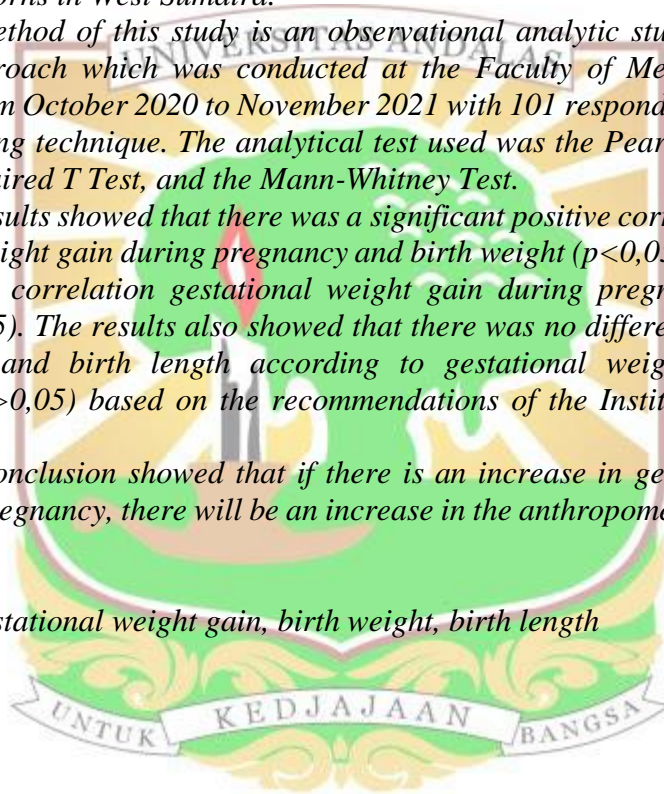 orns in West Sumatra.
ethod of this study is an observational analytic stu
UNIVERSITAS ANDALAS
roach which was conducted at the Faculty of Me
m October 2020 to November 2021 with 101 respond
ng technique. The analytical test used was the Pear
aired T Test, and the Mann-Whitney Test.
sults showed that there was a significant positive corr
ight gain during pregnancy and birth weight (p<0,05
correlation gestational weight gain during pregn
5). The results also showed that there was no differe
and birth length according to gestational weig
>0,05) based on the recommendations of the Instit
onclusion showed that if there is an increase in ge
egnancy, there will be an increase in the anthropome
stational weight gain, birth weight, birth length
UNTUK KEDJAJAAN BANGSA